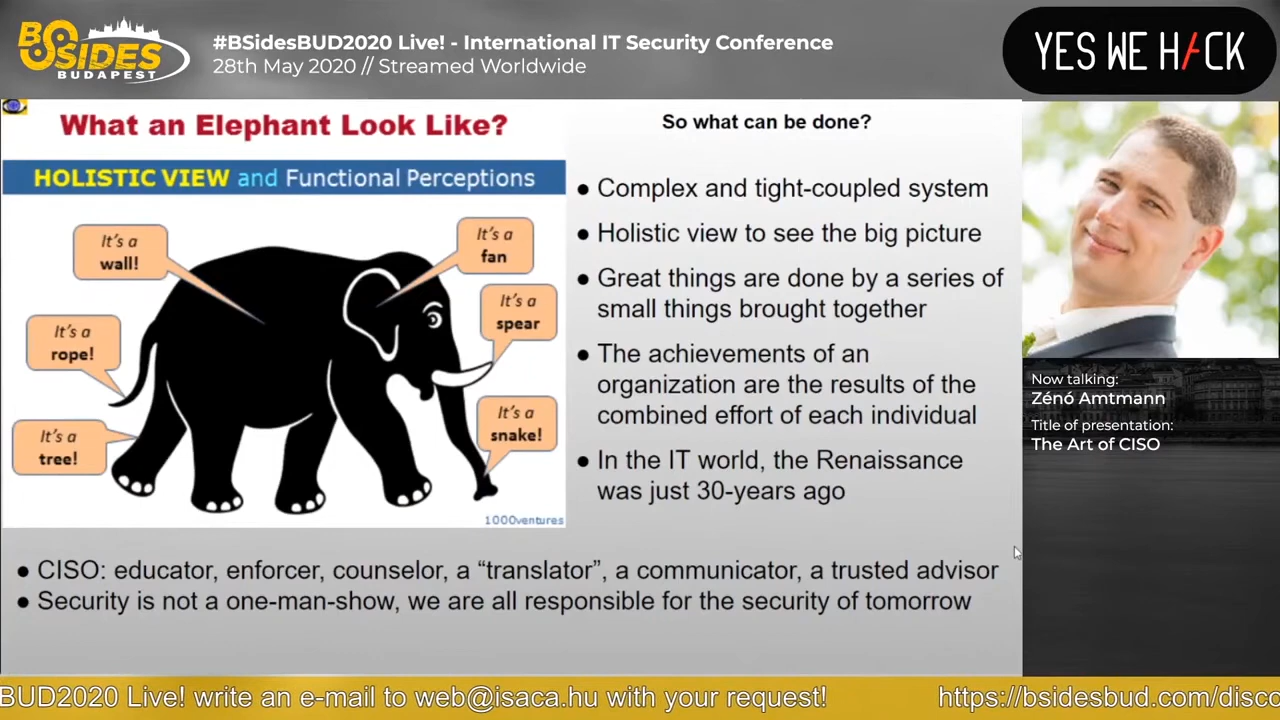 BSIDES
BUDAPEST
#BSidesBUD2020 Live! - International IT Security Conference
28th May 2020 // Streamed Worldwide
YES WE H/CK
What an Elephant Look Like?
HOLISTIC VIEW and Functional Perceptions
It's a
wall!
It's a
fan
It's a
spear
It's a
rope!
It's a
snake!
It's a
tree!
1000ventures
So what can be done?
● Complex and tight-coupled system
● Holistic view to see the big picture
● Great things are done by a series of
small things brought together
● The achievements of an
organization are the results of the
combined effort of each individual
● In the IT world, the Renaissance
was just 30-years ago
● CISO: educator, enforcer, counselor, a “translator”, a communicator, a trusted advisor
● Security is not a one-man-show, we are all responsible for the security of tomorrow
Now talking:
Zénó Amtmann
Title of presentation:
The Art of CISO
BUD2020 Live! write an e-mail to web@isaca.hu with your request! https://bsidesbud.com/disco